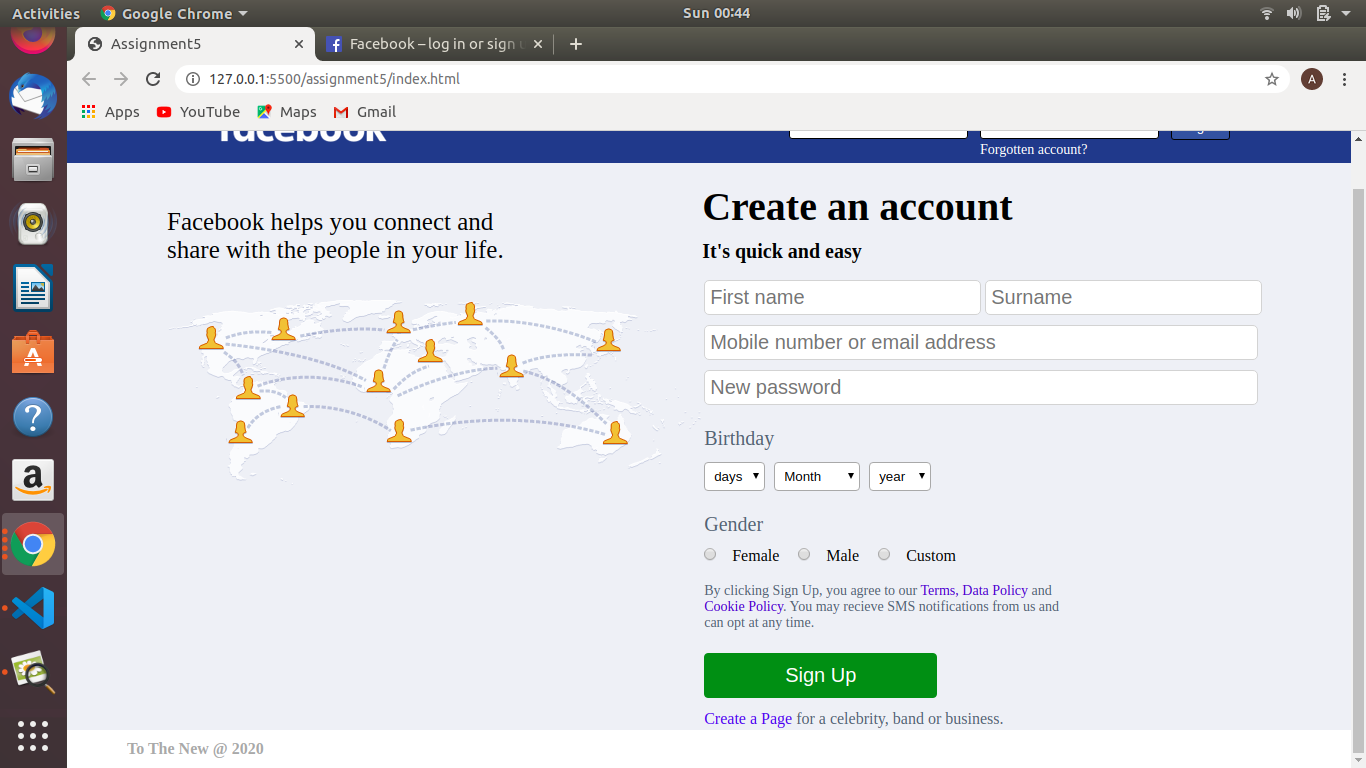 Activities Google Chrome Sun 00:44
Assignment5 Facebook – log in or sign u
127.0.0.1:5500/assignment5/index.html A
Apps YouTube Maps Gmail
facebook
Forgotten account?
Facebook helps you connect and
share with the people in your life.
Create an account
It's quick and easy
First name Surname
Mobile number or email address
New password
Birthday
days Month year
Gender
Female Male Custom
By clicking Sign Up, you agree to our Terms, Data Policy and
Cookie Policy. You may recieve SMS notifications from us and
can opt at any time.
Sign Up
Create a Page for a celebrity, band or business.
To The New @ 2020